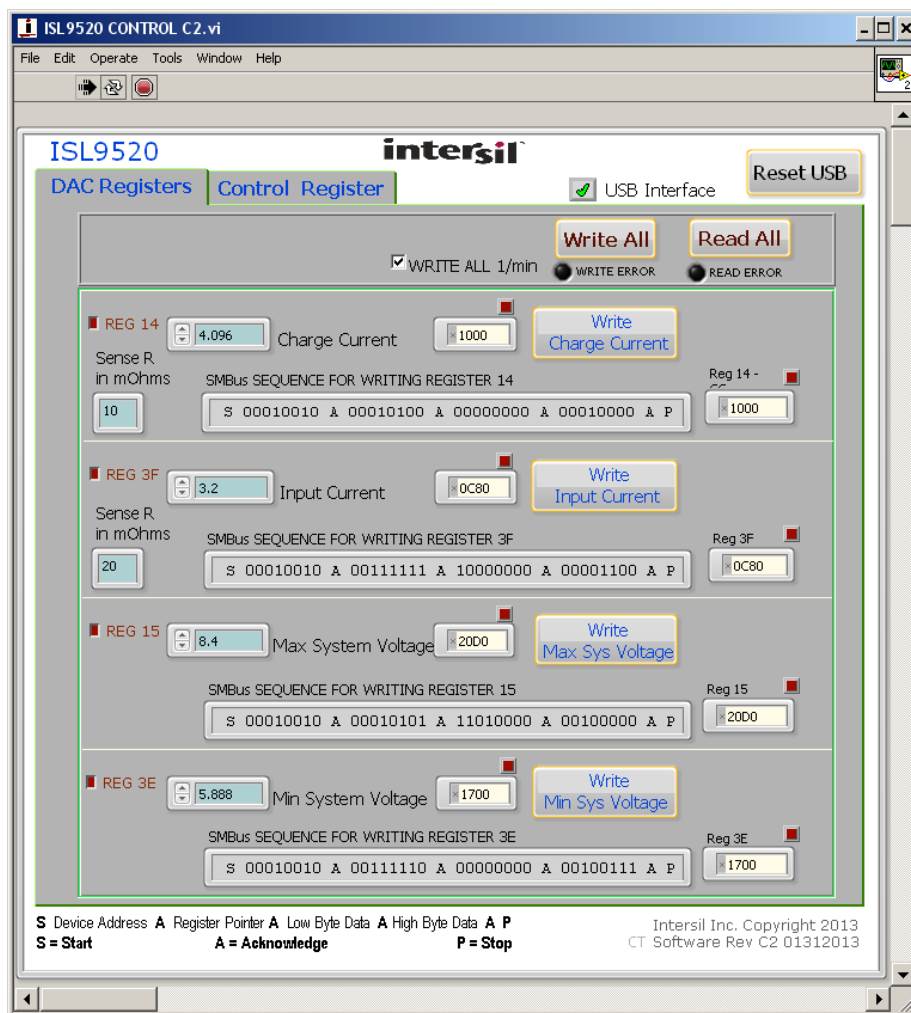 ISL9520 CONTROL C2.vi
File Edit Operate Tools Window Help
2
ISL9520
intersil
Reset USB
DAC Registers
Control Register
USB Interface
Write All
Read All
WRITE ALL 1/min
WRITE ERROR
READ ERROR
REG 14
4.096
Charge Current
×1000
Write
Charge Current
Sense R
in mOhms
10
SMBus SEQUENCE FOR WRITING REGISTER 14
S 00010010 A 00010100 A 00000000 A 00010000 A P
Reg 14 -
×1000
REG 3F
3.2
Input Current
×0C80
Write
Input Current
Sense R
in mOhms
20
SMBus SEQUENCE FOR WRITING REGISTER 3F
S 00010010 A 00111111 A 10000000 A 00001100 A P
Reg 3F
×0C80
REG 15
8.4
Max System Voltage
×20D0
Write
Max Sys Voltage
SMBus SEQUENCE FOR WRITING REGISTER 15
S 00010010 A 00010101 A 11010000 A 00100000 A P
Reg 15
×20D0
REG 3E
5.888
Min System Voltage
×1700
Write
Min Sys Voltage
SMBus SEQUENCE FOR WRITING REGISTER 3E
S 00010010 A 00111110 A 00000000 A 00100111 A P
Reg 3E
×1700
S Device Address A Register Pointer A Low Byte Data A High Byte Data A P
S = Start A = Acknowledge P = Stop
Intersil Inc. Copyright 2013
CT Software Rev C2 01312013